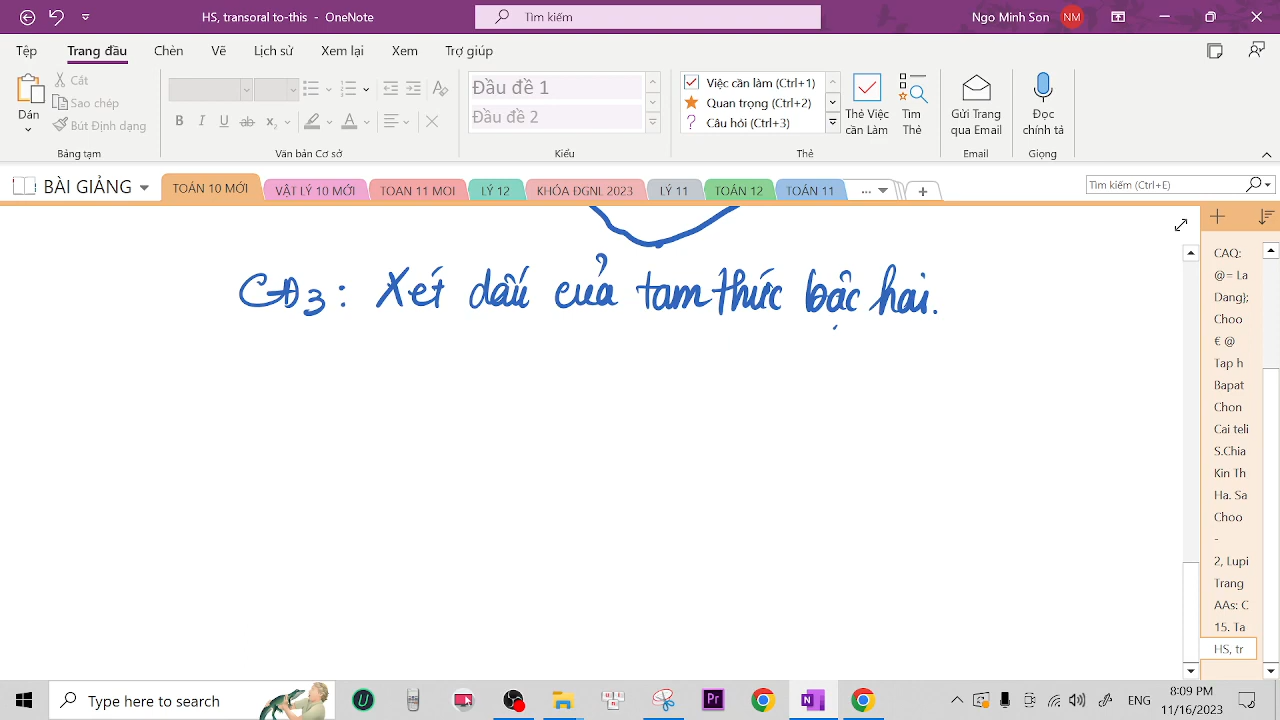 HS, transoral to-this - OneNote
Tìm kiếm
Ngo Minh Son
NM
Tệp
Trang đầu
Chèn
Vẽ
Lịch sử
Xem lại
Xem
Trợ giúp
Dán
Cắt
Sao chép
Bút Định dạng
Bảng tạm
B I U ab x₂ A
Văn bản Cơ sở
Đầu đề 1
Đầu đề 2
Kiểu
Việc cần làm (Ctrl+1)
Quan trọng (Ctrl+2)
Câu hỏi (Ctrl+3)
Thẻ Việc cần Làm
Tìm Thẻ
Thẻ
Gửi Trang qua Email
Email
Đọc chính tả
Giọng
BÀI GIẢNG
TOÁN 10 MỚI
VẬT LÝ 10 MỚI
TOAN 11 MOI
LÝ 12
KHÓA ĐGNL 2023
LÝ 11
TOÁN 12
TOÁN 11
...
Tìm kiếm (Ctrl+E)
CĐ3: Xét dấu của tam thức bậc hai.
CAQ:
@= La
Dang);
Choo
€ @
Tap h
Bapat
Chon
Cai teli
S.Chia
Kin Th
Ha. Sa
Choo
-
2, Lupi
Trang
AAs: C
15. Ta
HS, tr
Type here to search
ENG
8:09 PM
11/16/2023